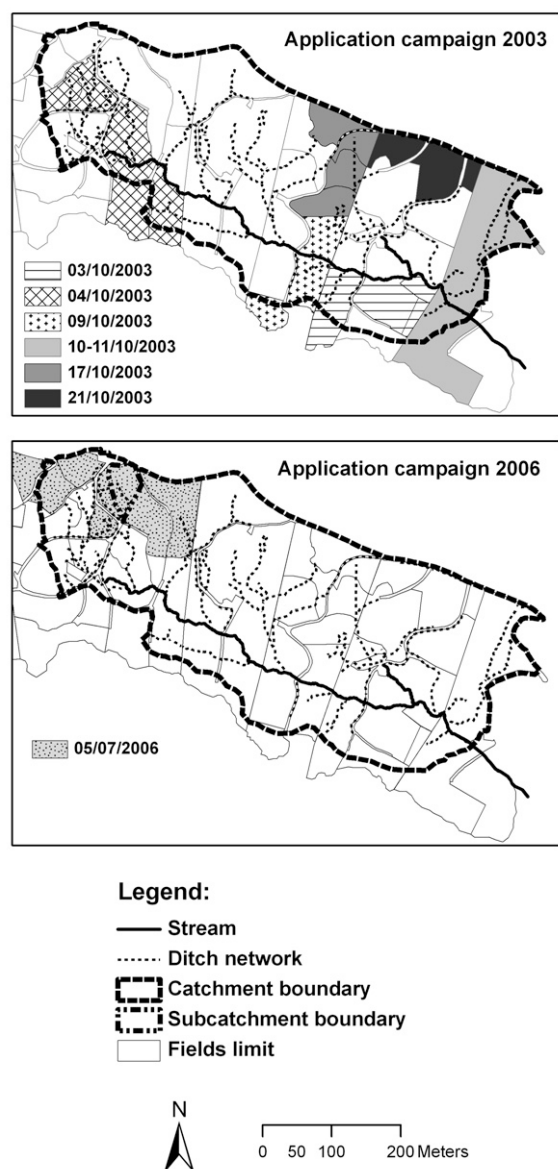 Application campaign 2003
03/10/2003
04/10/2003
09/10/2003
10-11/10/2003
17/10/2003
21/10/2003
Application campaign 2006
05/07/2006
Legend:
Stream
Ditch network
Catchment boundary
Subcatchment boundary
Fields limit
N
0 50 100 200 Meters